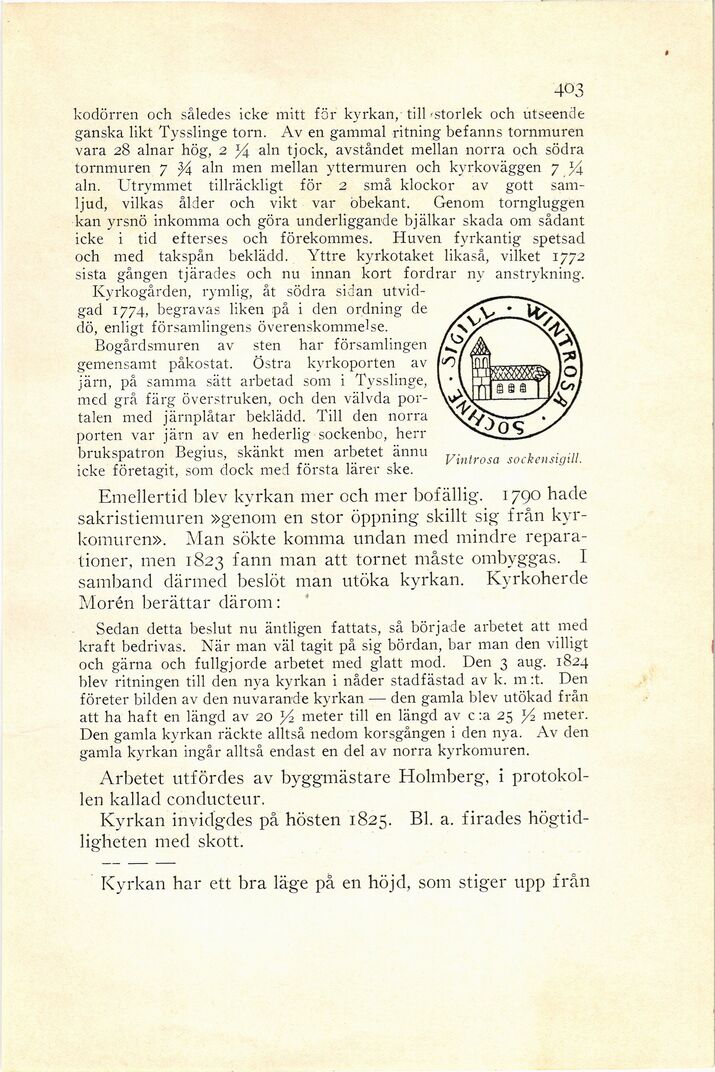 403
kodörren och således icke mitt för kyrkan, till storlek och utseende
ganska likt Tysslinge torn. Av en gammal ritning befanns tornmuren
vara 28 alnar hög, 2 ¼ aln tjock, avståndet mellan norra och södra
tornmuren 7 ¾ aln men mellan yttermuren och kyrkoväggen 7 ¼
aln. Utrymmet tillräckligt för 2 små klockor av gott sam-
ljud, vilkas ålder och vikt var obekant. Genom torngluggen
kan yrsnö inkomma och göra underliggande bjälkar skada om sådant
icke i tid efterses och förekommes. Huven fyrkantig spetsad
och med takspån beklädd. Yttre kyrkotaket likaså, vilket 1772
sista gången tjärades och nu innan kort fordrar ny anstrykning.
Kyrkogården, rymlig, åt södra sidan utvid-
gad 1774, begravas liken på i den ordning de
dö, enligt församlingens överenskommelse.
Bogårdsmuren av sten har församlingen
gemensamt påkostat. Östra kyrkoporten av
järn, på samma sätt arbetad som i Tysslinge,
med grå färg överstruken, och den välvda por-
talen med järnplåtar beklädd. Till den norra
porten var järn av en hederlig sockenbo, herr
brukspatron Begius, skänkt men arbetet ännu
icke företagit, som dock med första lärer ske.
SIGILL · WINTROSA · SOCHNE ·
Vintrosa sockensigill.
Emellertid blev kyrkan mer och mer bofällig. 1790 hade
sakristiemuren »genom en stor öppning skillt sig från kyr-
komuren». Man sökte komma undan med mindre repara-
tioner, men 1823 fann man att tornet måste ombyggas. I
samband därmed beslöt man utöka kyrkan. Kyrkoherde
Morén berättar därom:
Sedan detta beslut nu äntligen fattats, så började arbetet att med
kraft bedrivas. När man väl tagit på sig bördan, bar man den villigt
och gärna och fullgjorde arbetet med glatt mod. Den 3 aug. 1824
blev ritningen till den nya kyrkan i nåder stadfästad av k. m:t. Den
företer bilden av den nuvarande kyrkan — den gamla blev utökad från
att ha haft en längd av 20 ½ meter till en längd av c:a 25 ½ meter.
Den gamla kyrkan räckte alltså nedom korsgången i den nya. Av den
gamla kyrkan ingår alltså endast en del av norra kyrkomuren.
Arbetet utfördes av byggmästare Holmberg, i protokol-
len kallad conducteur.
Kyrkan invidgdes på hösten 1825. Bl. a. firades högtid-
ligheten med skott.
— — —
Kyrkan har ett bra läge på en höjd, som stiger upp från